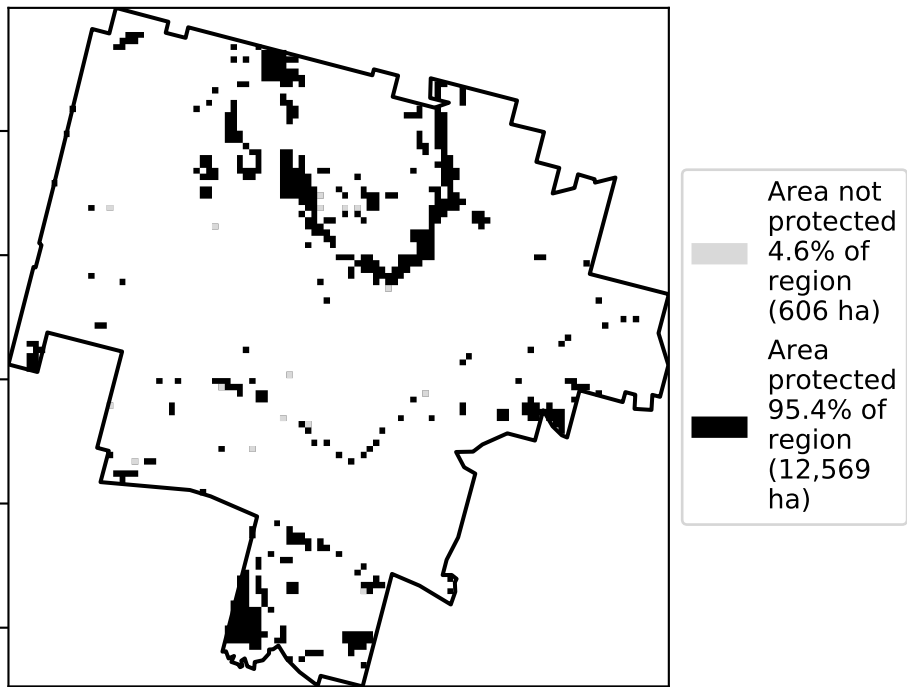 Area not
protected
4.6% of
region
(606 ha)
Area
protected
95.4% of
region
(12,569
ha)